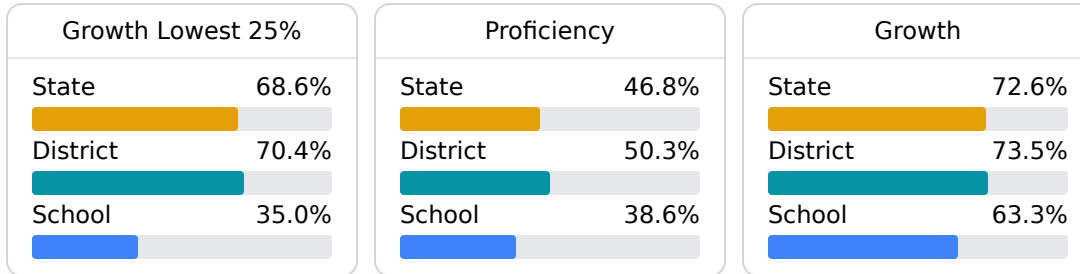 Growth Lowest 25%
State 68.6%
District 70.4%
School 35.0%
Proficiency
State 46.8%
District 50.3%
School 38.6%
Growth
State 72.6%
District 73.5%
School 63.3%